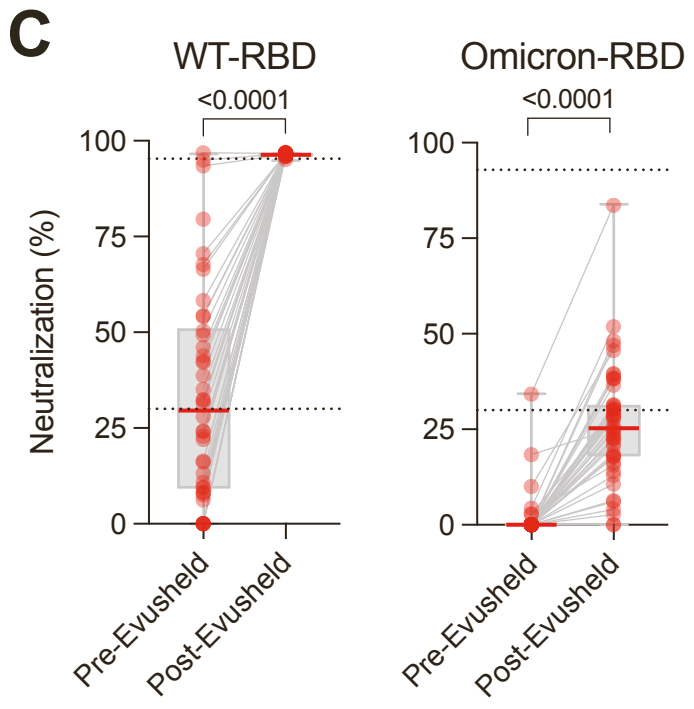 C
WT-RBD
Omicron-RBD
<0.0001
<0.0001
Neutralization (%)
100
75
50
25
0
100
75
50
25
0
Pre-Evusheld
Post-Evusheld
Pre-Evusheld
Post-Evusheld